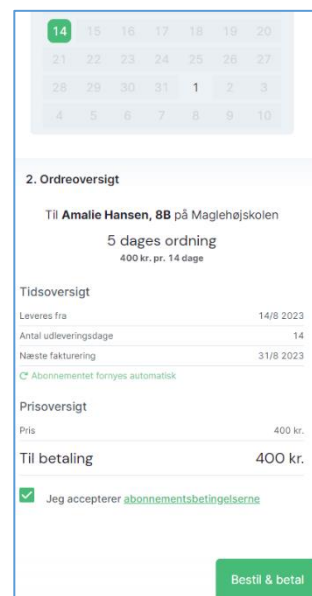 14 15 16 17 18 19 20
21 22 23 24 25 26 27
28 29 30 31 1 2 3
4 5 6 7 8 9 10
2. Ordreoversigt
Til Amalie Hansen, 8B på Maglehøjskolen
5 dages ordning
400 kr. pr. 14 dage
Tidsoversigt
Leveres fra 14/8 2023
Antal udleveringsdage 14
Næste fakturering 31/8 2023
Abonnementet fornyes automatisk
Prisoversigt
Pris 400 kr.
Til betaling 400 kr.
Jeg accepterer abonnementsbetingelserne
Bestil & betal